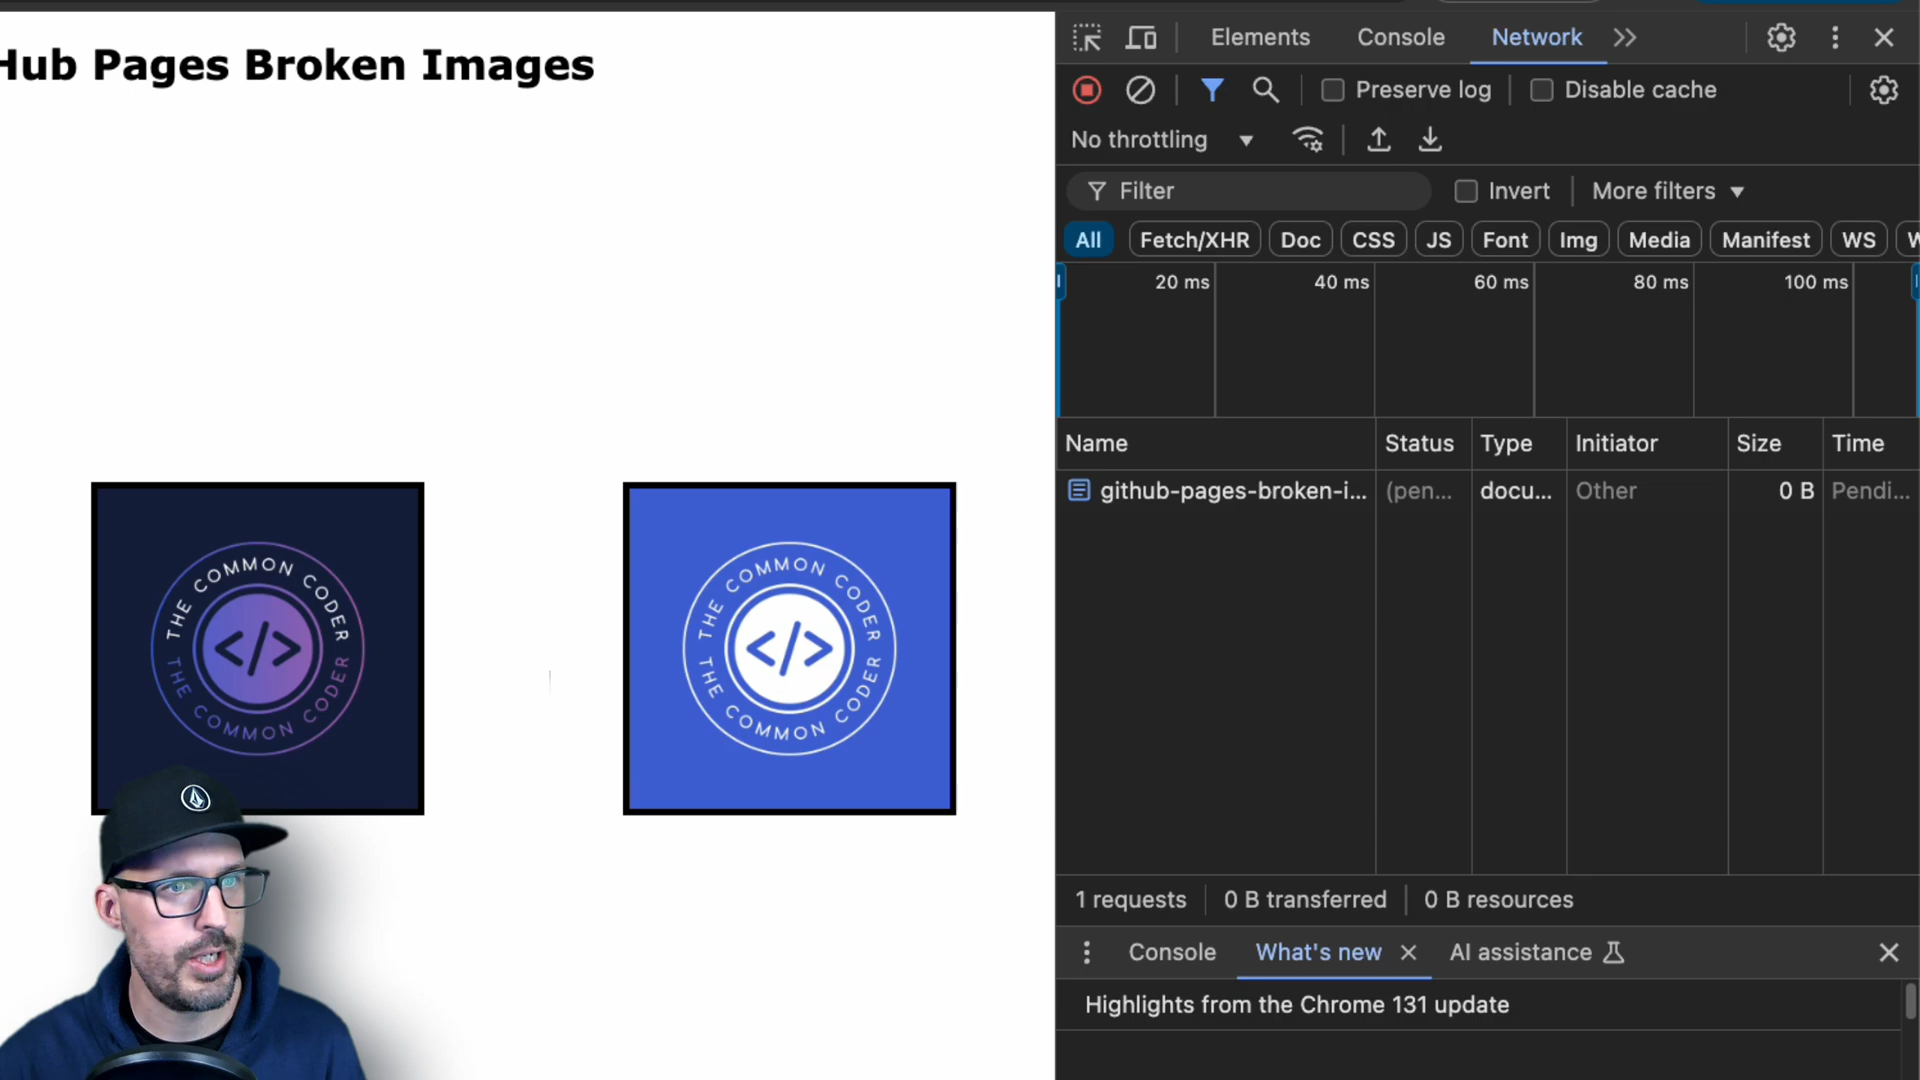 Hub Pages Broken Images
THE COMMON CODER
THE COMMON CODER
</>
THE COMMON CODER
THE COMMON CODER
</>
Elements Console Network
Preserve log Disable cache
No throttling
Filter Invert More filters
All Fetch/XHR Doc CSS JS Font Img Media Manifest WS
20 ms 40 ms 60 ms 80 ms 100 ms
Name Status Type Initiator Size Time
github-pages-broken-i... (pen... docu... Other 0 B Pendi...
1 requests 0 B transferred 0 B resources
Console What's new AI assistance
Highlights from the Chrome 131 update